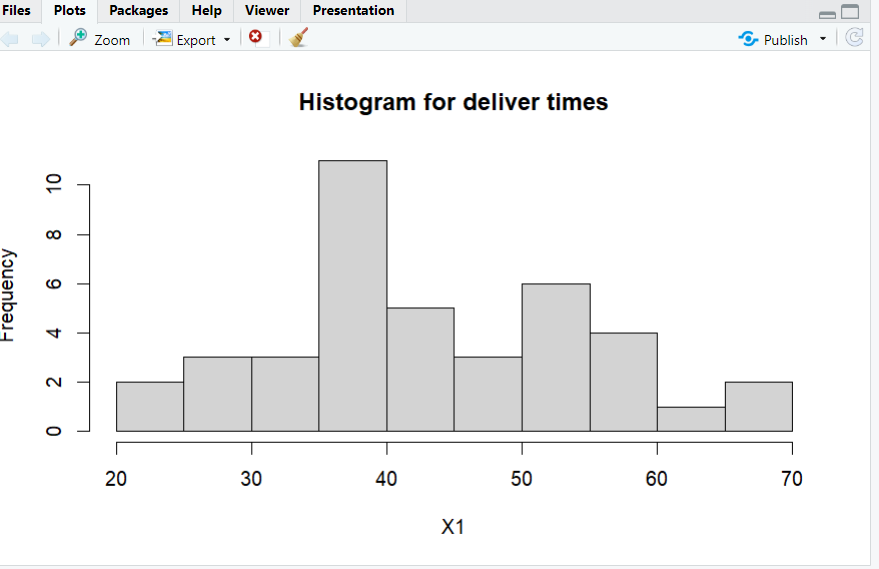 Files Plots Packages Help Viewer Presentation
Zoom Export Publish
Histogram for deliver times
Frequency
10
8
6
4
2
0
20 30 40 50 60 70
X1